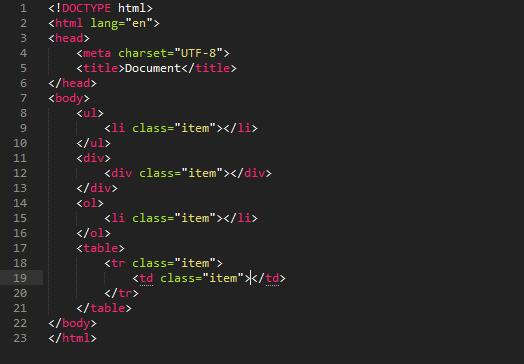 1 <!DOCTYPE html>
2 <html lang="en">
3 <head>
4     <meta charset="UTF-8">
5     <title>Document</title>
6 </head>
7 <body>
8     <ul>
9         <li class="item"></li>
10     </ul>
11     <div>
12         <div class="item"></div>
13     </div>
14     <ol>
15         <li class="item"></li>
16     </ol>
17     <table>
18         <tr class="item">
19             <td class="item"></td>
20         </tr>
21     </table>
22 </body>
23 </html>